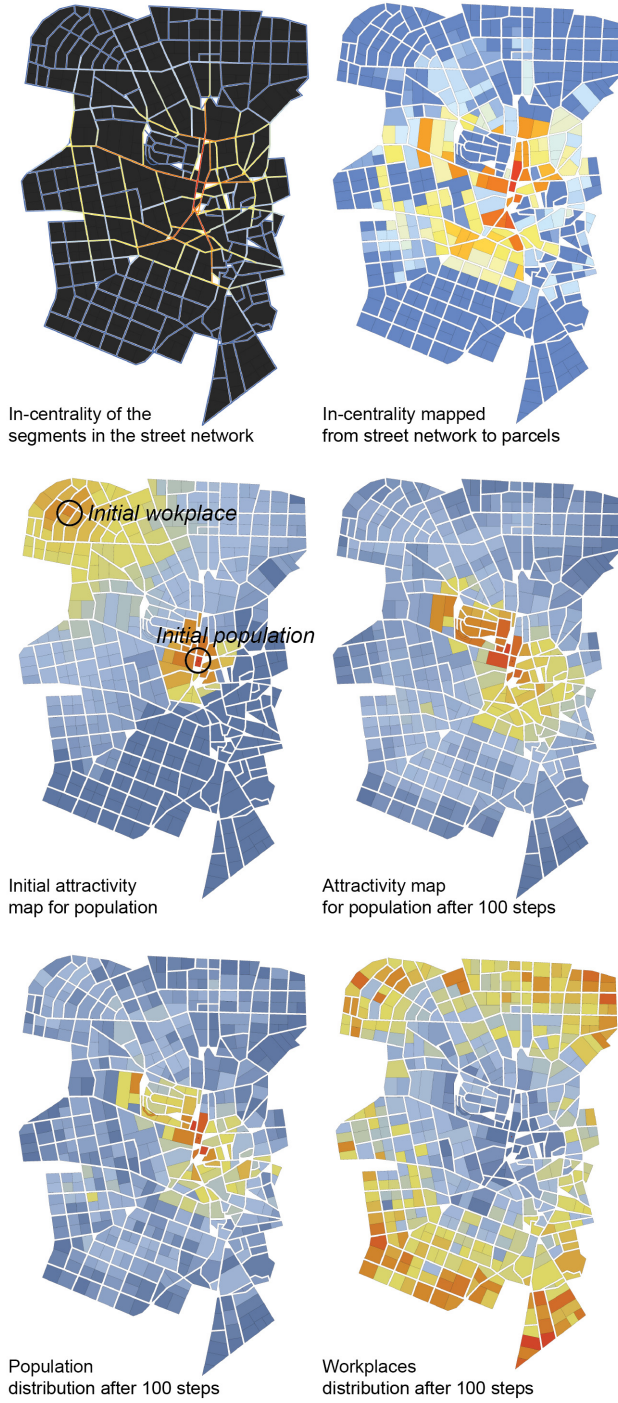 In-centrality of the
segments in the street network
In-centrality mapped
from street network to parcels
Initial wokplace
Initial population
Initial attractivity
map for population
Attractivity map
for population after 100 steps
Population
distribution after 100 steps
Workplaces
distribution after 100 steps